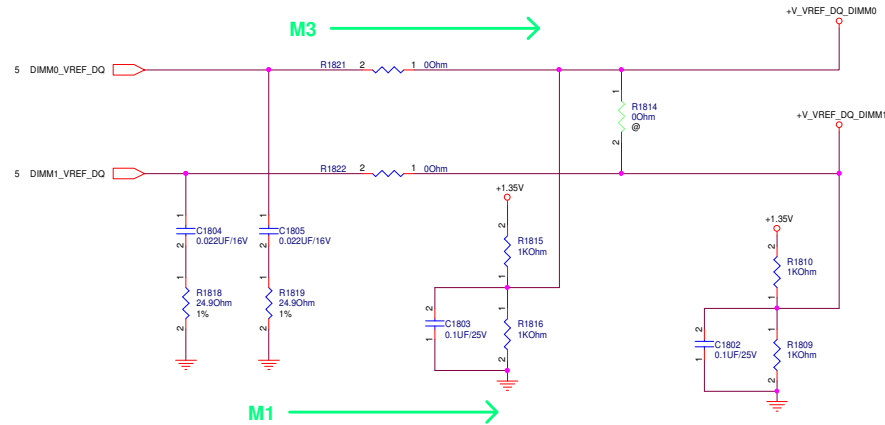 +V_VREF_DQ_DIMM0
M3
5 DIMM0_VREF_DQ
R1821 2 1 0Ohm
1
R1814
0Ohm
@
2
+V_VREF_DQ_DIMM1
5 DIMM1_VREF_DQ
R1822 2 1 0Ohm
+1.35V
1
C1804
0.022UF/16V
2
1
C1805
0.022UF/16V
2
2
R1815
1KOhm
1
+1.35V
2
R1810
1KOhm
1
1
R1818
24.9Ohm
1%
2
1
R1819
24.9Ohm
1%
2
2
C1803
0.1UF/25V
1
1
R1816
1KOhm
2
2
C1802
0.1UF/25V
1
1
R1809
1KOhm
2
M1